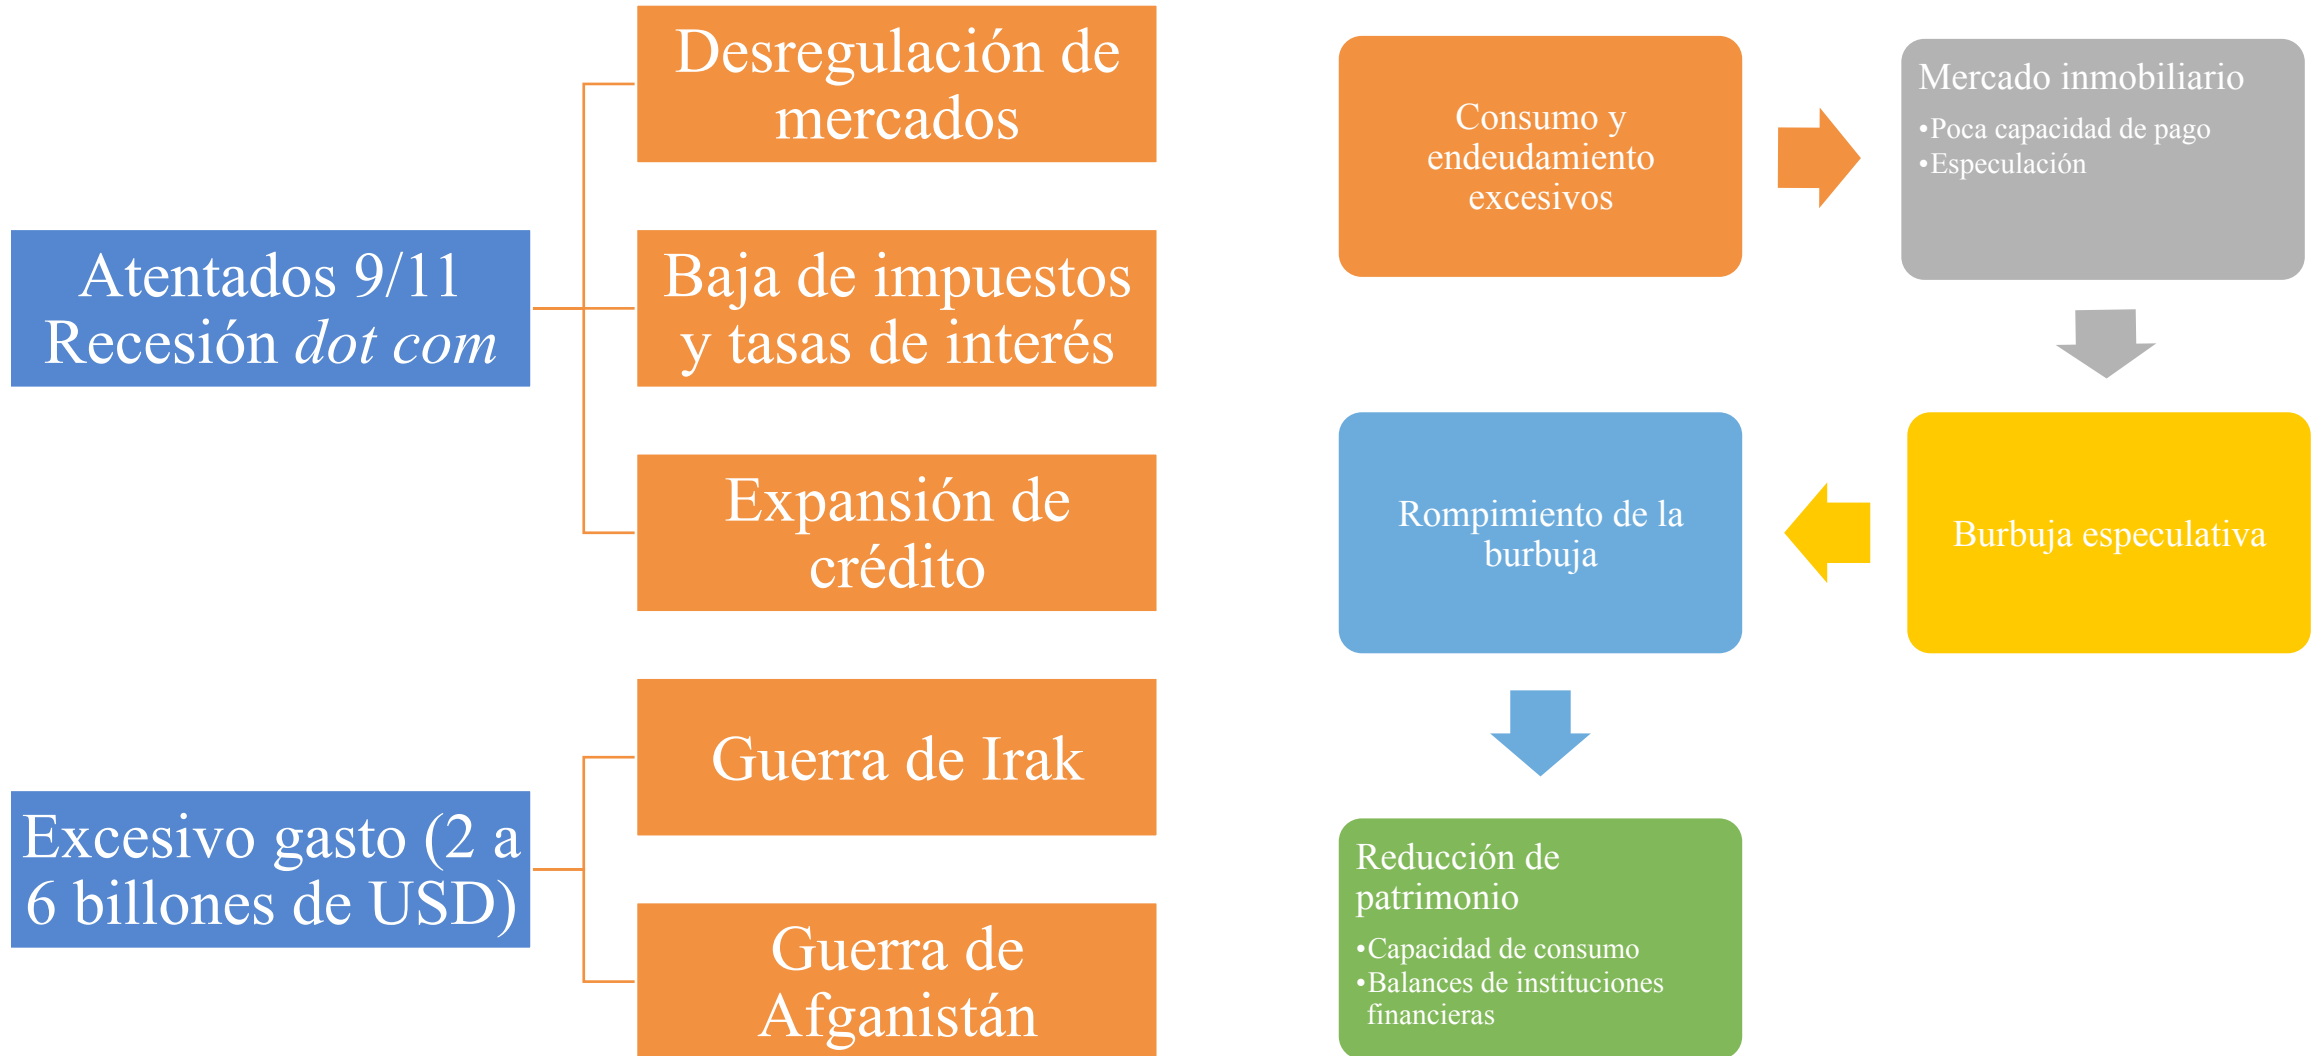 Atentados 9/11
Recesión dot com
Desregulación de
mercados
Baja de impuestos
y tasas de interés
Expansión de
crédito
Excesivo gasto (2 a
6 billones de USD)
Guerra de Irak
Guerra de
Afganistán
Consumo y
endeudamiento
excesivos
Mercado inmobiliario
•Poca capacidad de pago
•Especulación
Burbuja especulativa
Rompimiento de la
burbuja
Reducción de
patrimonio
•Capacidad de consumo
•Balances de instituciones
financieras